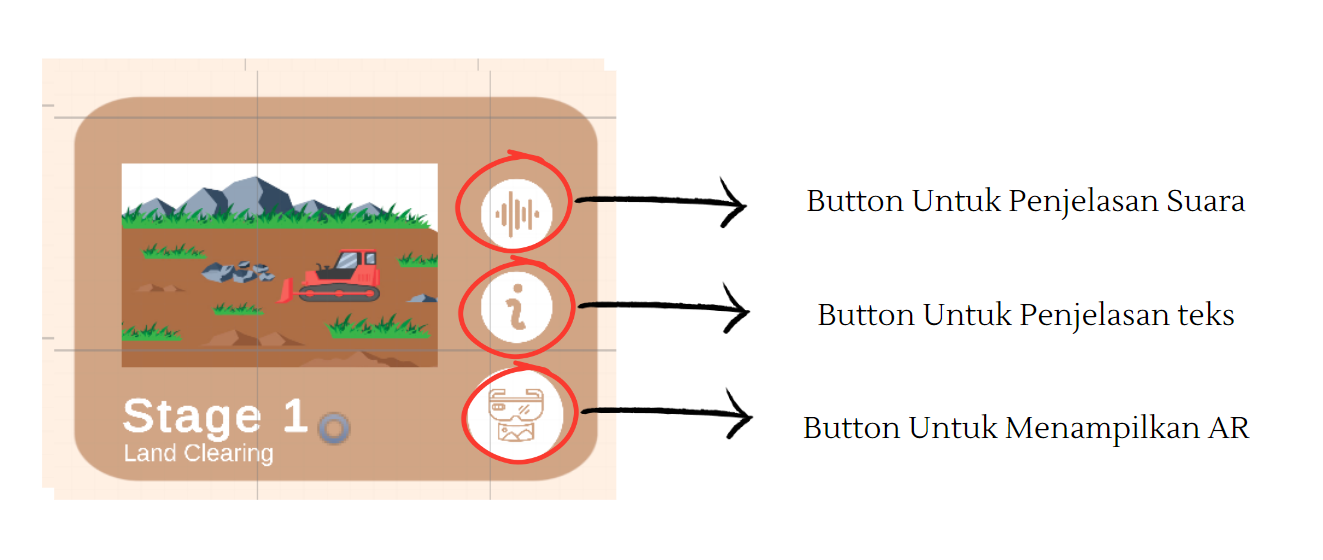 Button Untuk Penjelasan Suara
Button Untuk Penjelasan teks
Stage 1
Land Clearing
Button Untuk Menampilkan AR